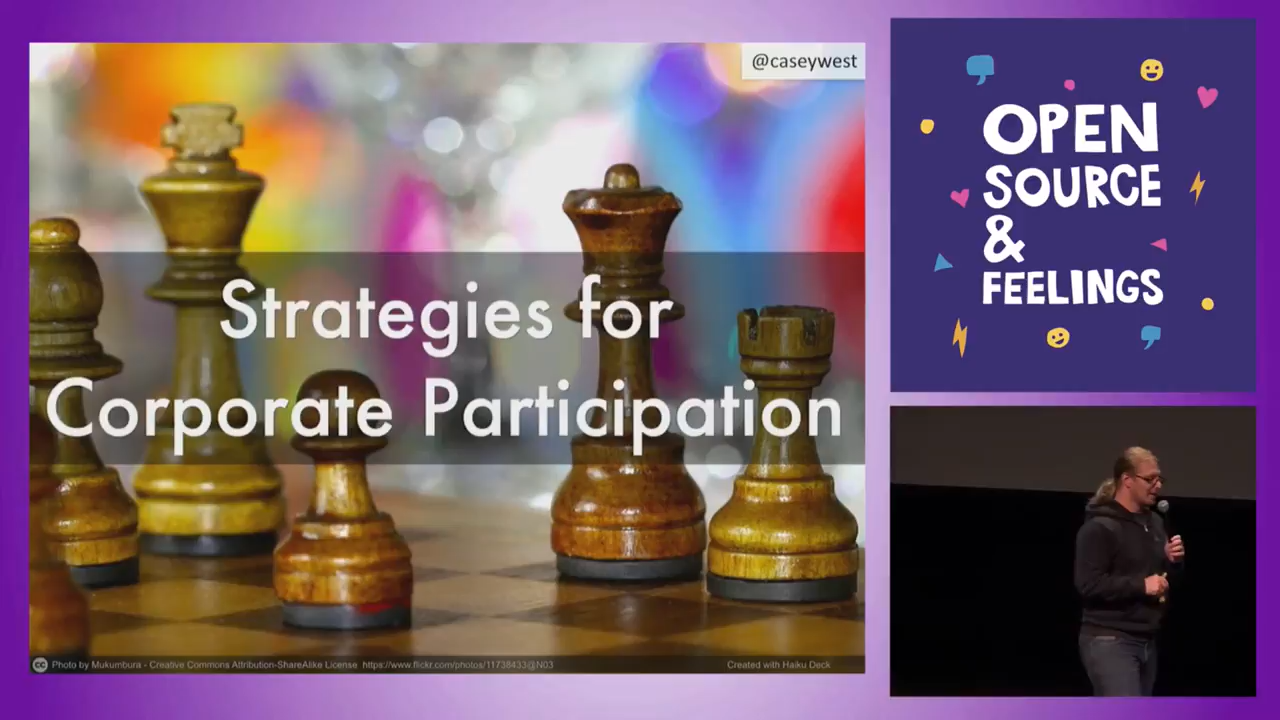 @caseywest
Strategies for
Corporate Participation
Photo by Mukumbura - Creative Commons Attribution-ShareAlike License https://www.flickr.com/photos/11738433@N03
Created with Haiku Deck
OPEN
SOURCE
&
FEELINGS